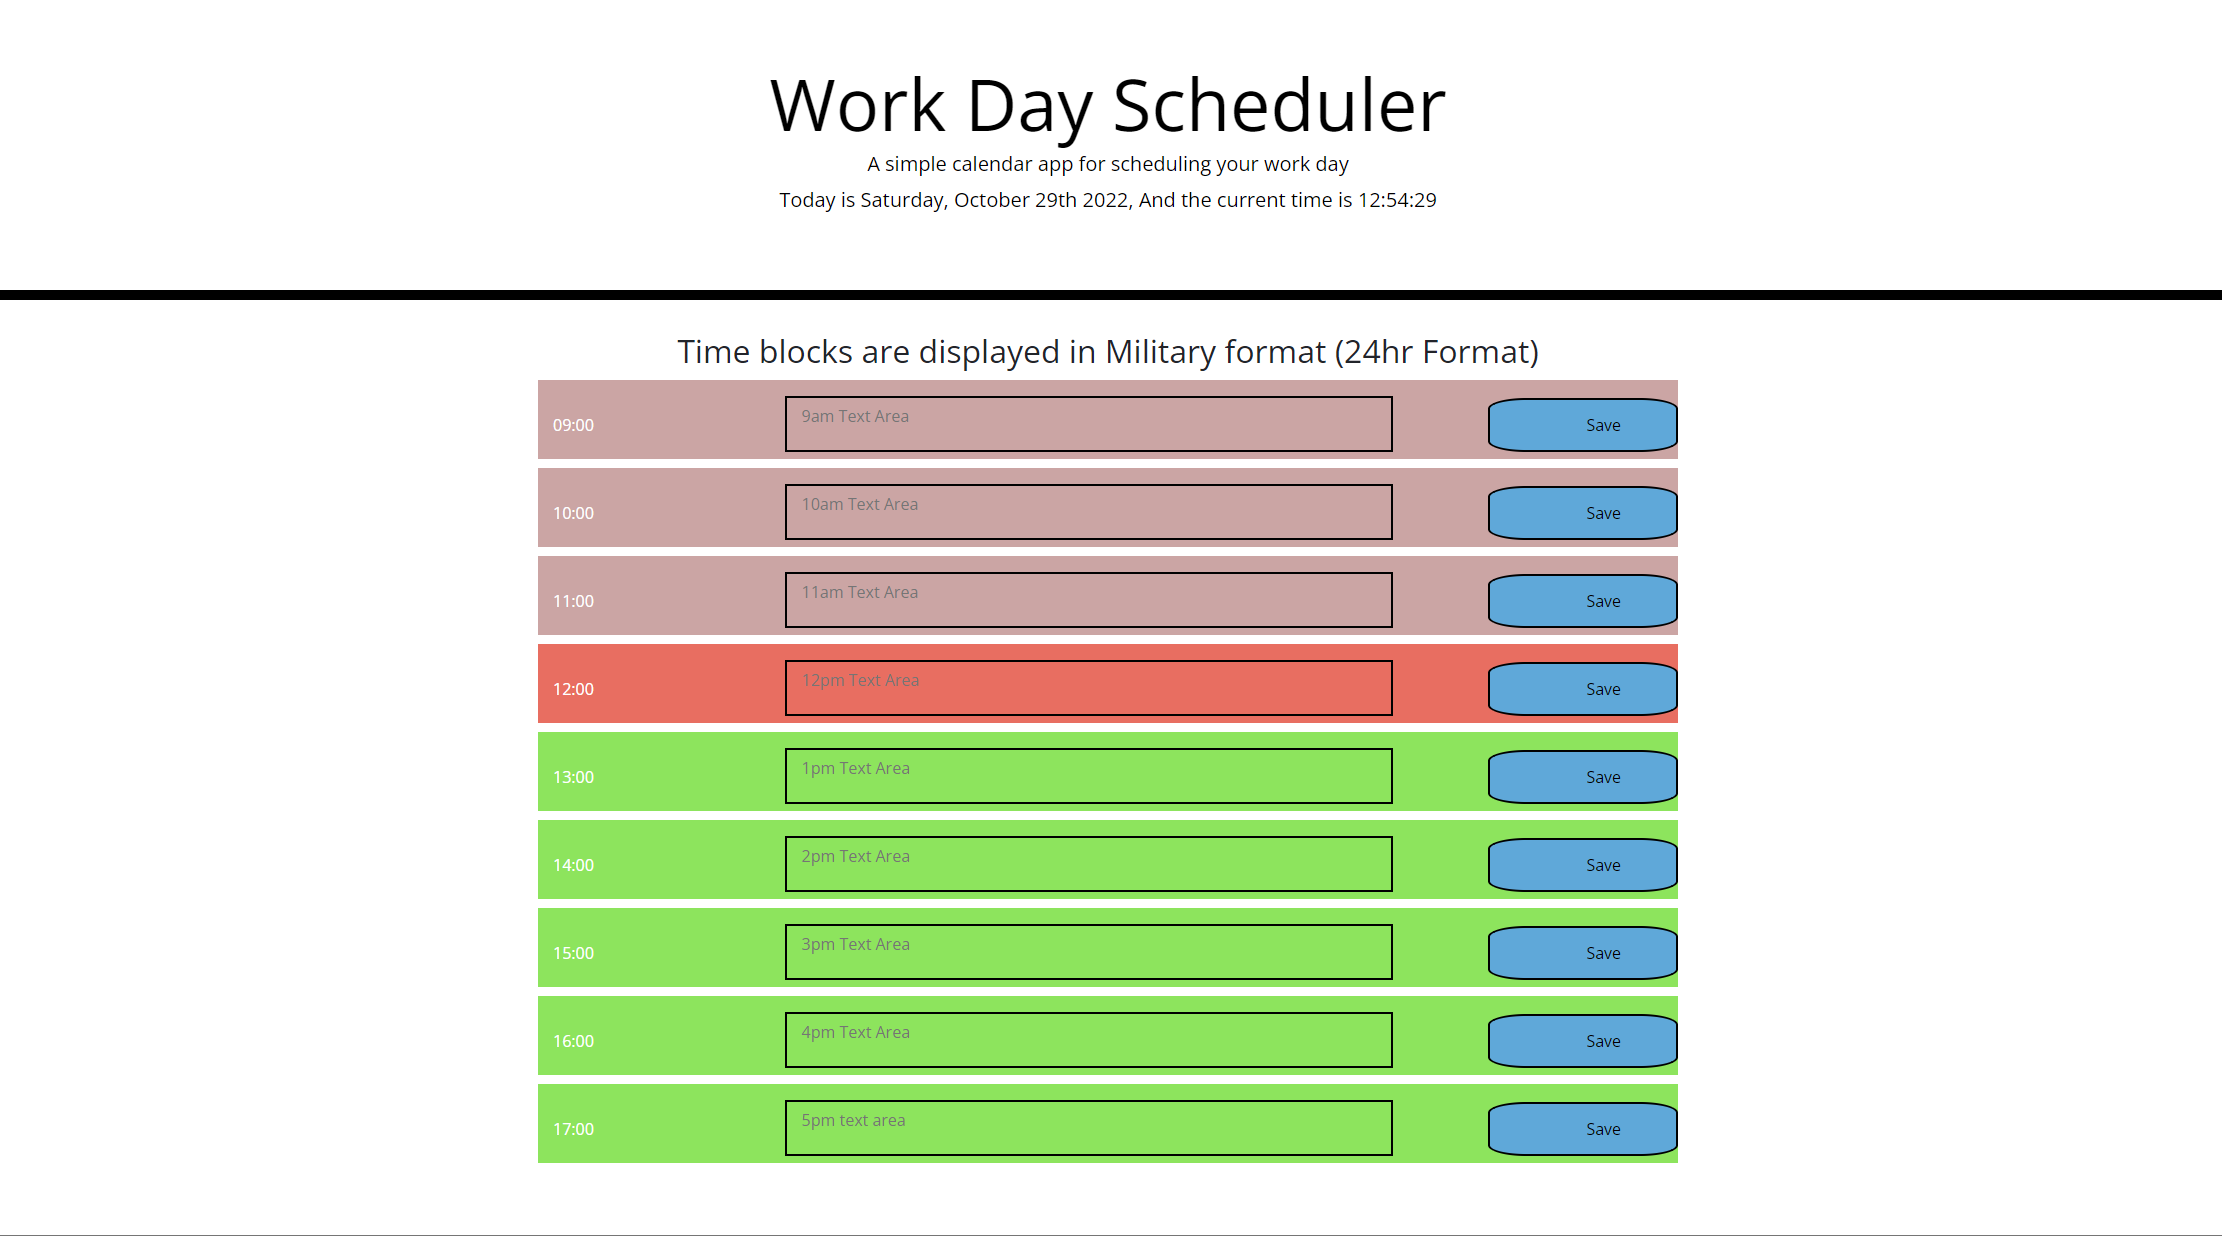 Work Day Scheduler
A simple calendar app for scheduling your work day
Today is Saturday, October 29th 2022, And the current time is 12:54:29
Time blocks are displayed in Military format (24hr Format)
09:00 9am Text Area Save
10:00 10am Text Area Save
11:00 11am Text Area Save
12:00 12pm Text Area Save
13:00 1pm Text Area Save
14:00 2pm Text Area Save
15:00 3pm Text Area Save
16:00 4pm Text Area Save
17:00 5pm text area Save